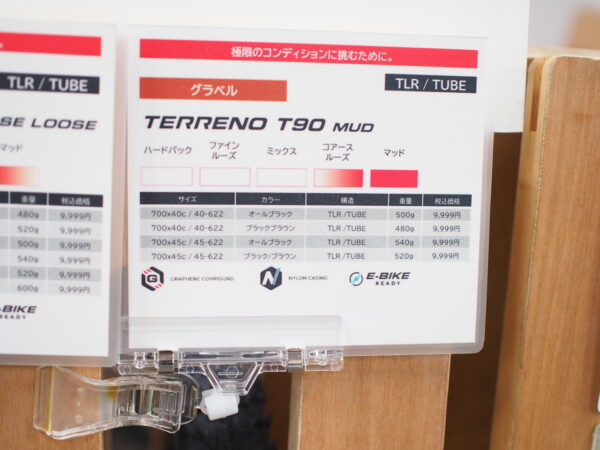 す。
TLR / TUBE
SE LOOSE
マッド
重量 税込価格
480g 9,999円
520g 9,999円
500g 9,999円
540g 9,999円
520g 9,999円
600g 9,999円
E-BIKE
READY
極限のコンディションに挑むために。
グラベル
TLR / TUBE
TERRENO T90 MUD
ハードパック ファイン ルーズ ミックス コアース ルーズ マッド
サイズ カラー 構造 重量 税込価格
700x40c / 40-622 オールブラック TLR /TUBE 500g 9,999円
700x40c / 40-622 ブラックブラウン TLR /TUBE 480g 9,999円
700x45c / 45-622 オールブラック TLR /TUBE 540g 9,999円
700x45c / 45-622 ブラック/ブラウン TLR /TUBE 520g 9,999円
G GRAPHENE COMPOUND
N NYLON CASING
E-BIKE
READY